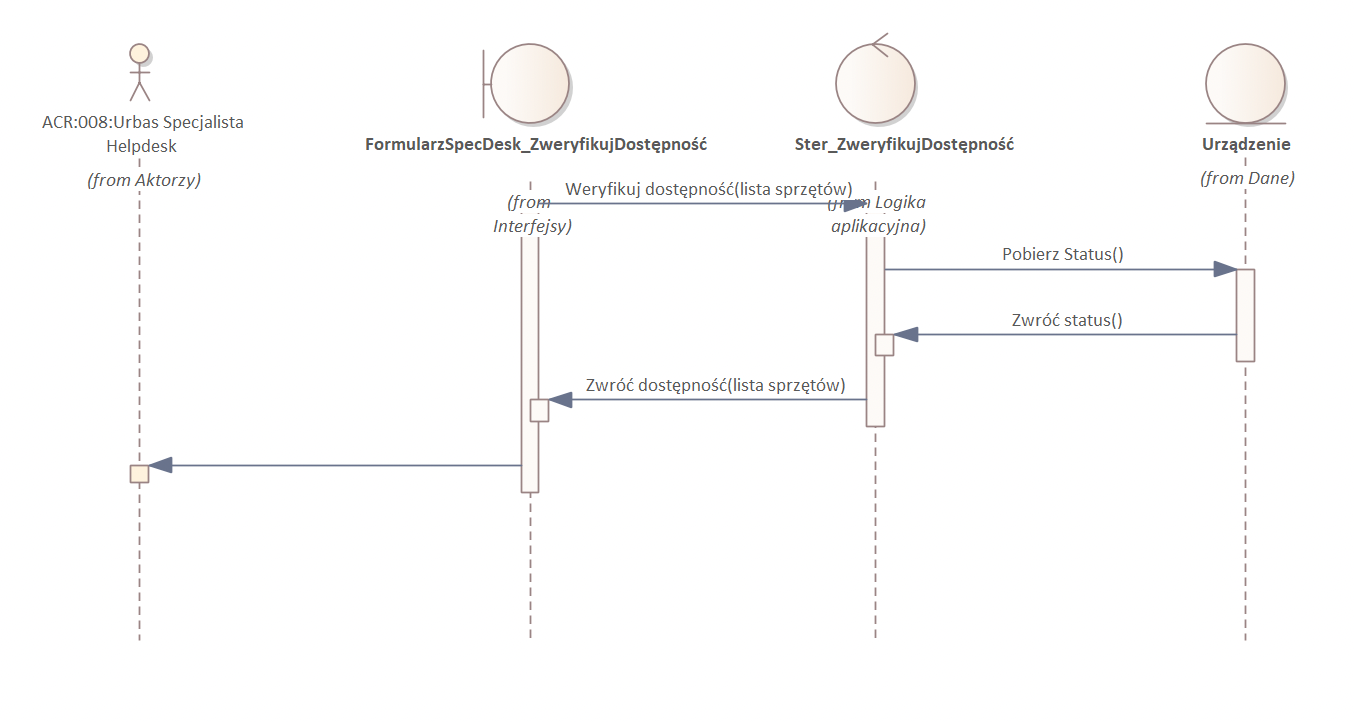 ACR:008:Urbas Specjalista
Helpdesk
(from Aktorzy)
FormularzSpecDesk_ZweryfikujDostępność
(from
Interfejsy)
Ster_ZweryfikujDostępność
(from Logika
aplikacyjna)
Urządzenie
(from Dane)
Weryfikuj dostępność(lista sprzętów)
Pobierz Status()
Zwróć status()
Zwróć dostępność(lista sprzętów)